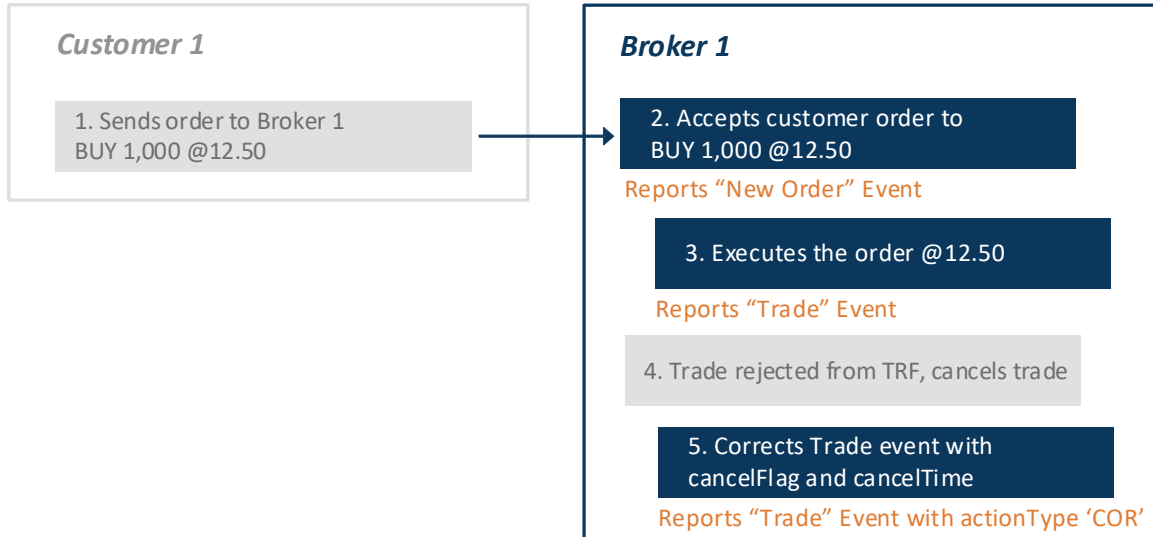 Customer 1
1. Sends order to Broker 1
BUY 1,000 @12.50
Broker 1
2. Accepts customer order to
BUY 1,000 @12.50
Reports “New Order” Event
3. Executes the order @12.50
Reports “Trade” Event
4. Trade rejected from TRF, cancels trade
5. Corrects Trade event with
cancelFlag and cancelTime
Reports “Trade” Event with actionType ‘COR’